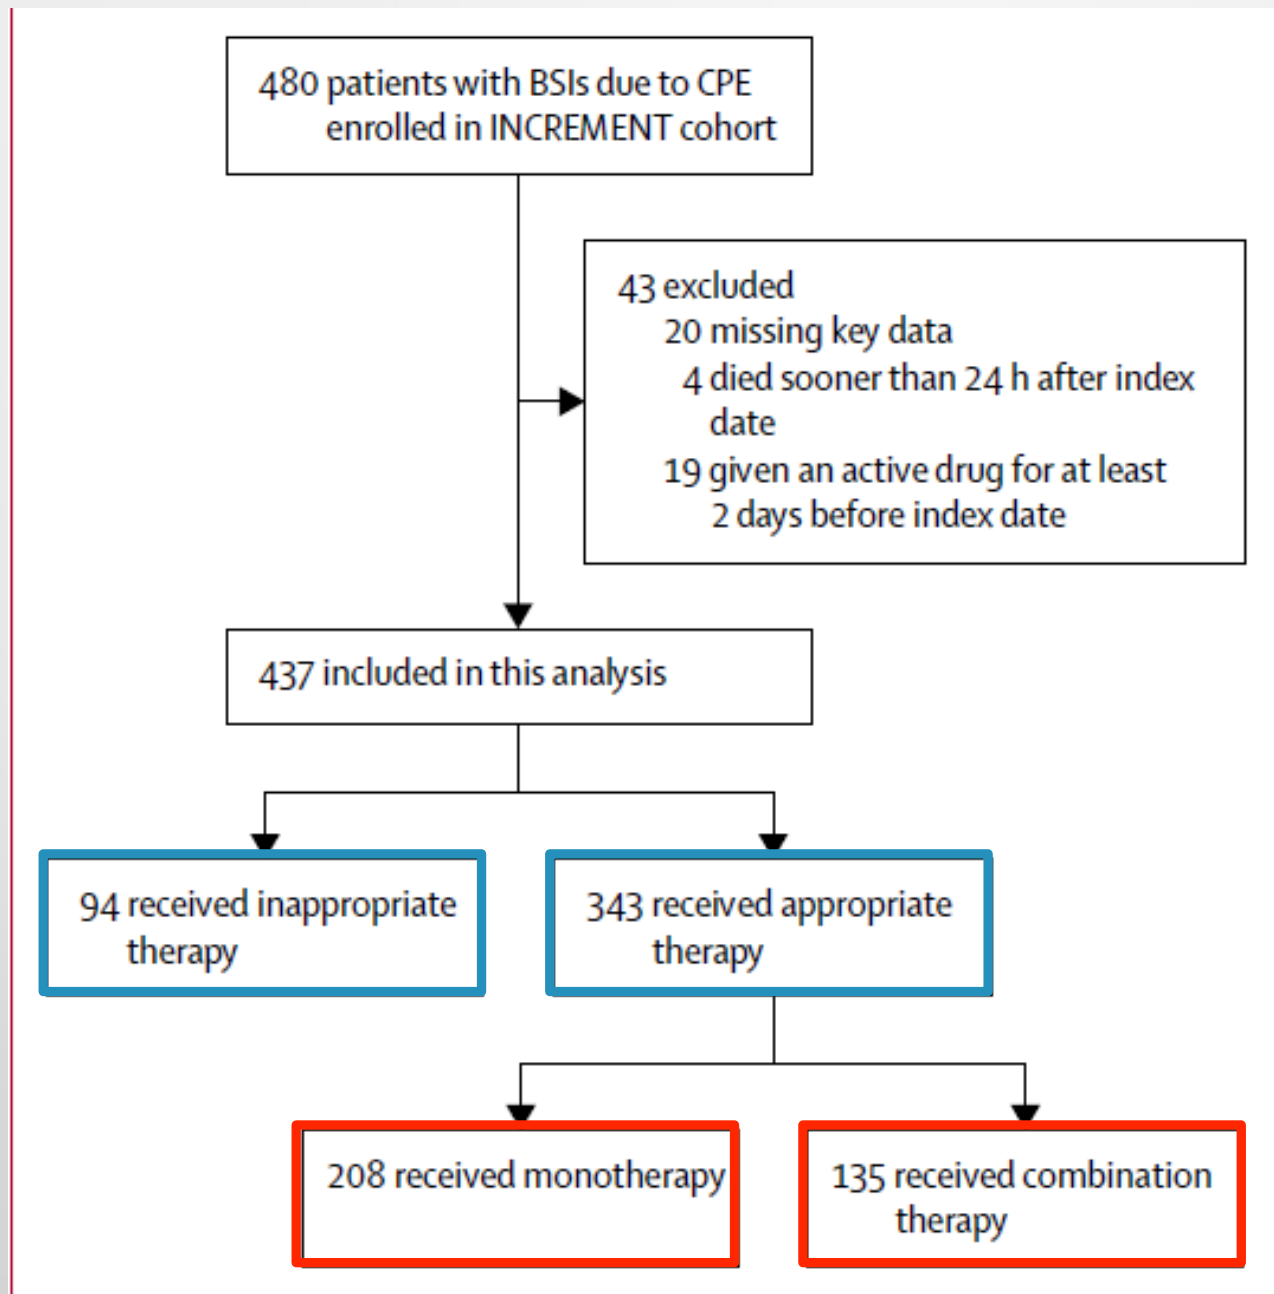 480 patients with BSIs due to CPE
enrolled in INCREMENT cohort
43 excluded
20 missing key data
4 died sooner than 24 h after index
date
19 given an active drug for at least
2 days before index date
437 included in this analysis
94 received inappropriate
therapy
343 received appropriate
therapy
208 received monotherapy
135 received combination
therapy